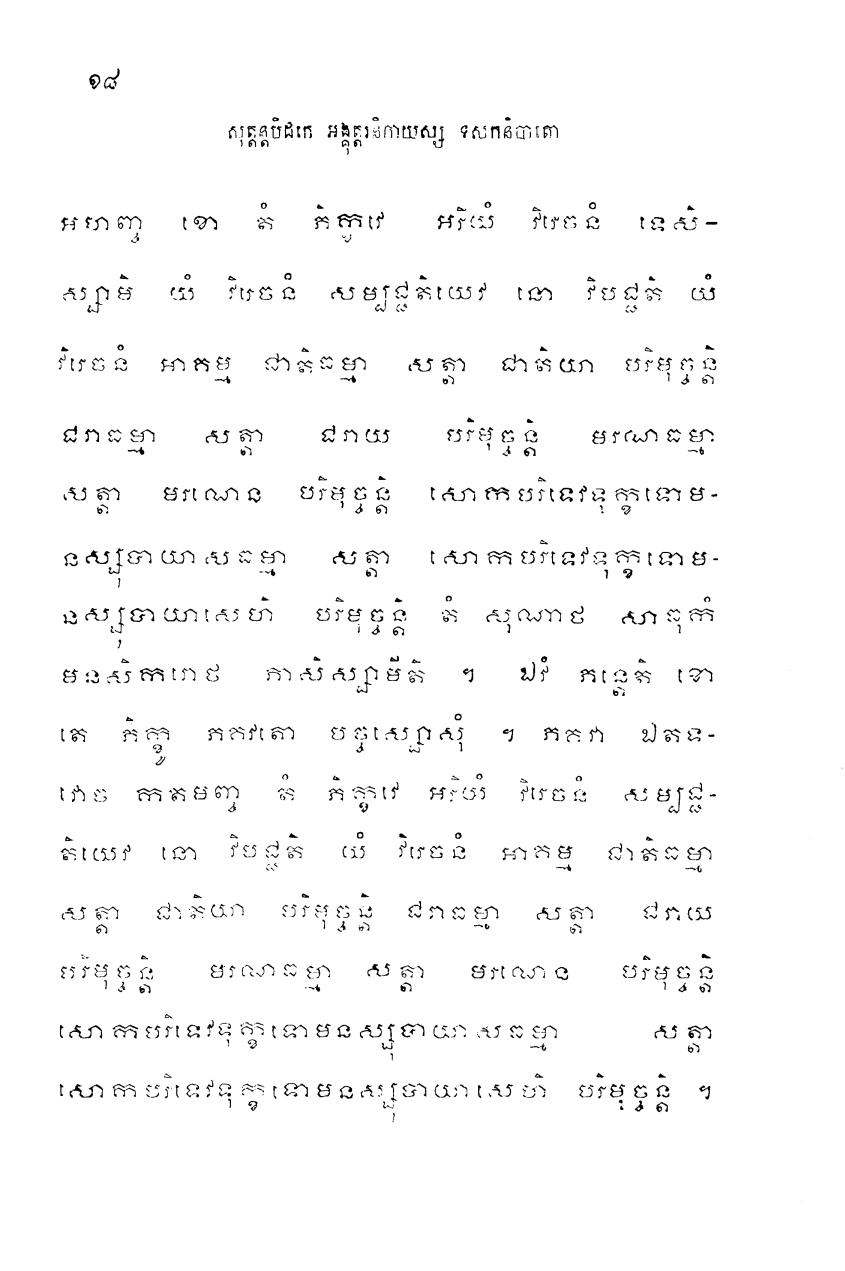 ១៨
សុត្តន្តបិដកេ អង្គុត្តរនិកាយស្ស ទសកនិបាតោ
អហញ្ច ខោ តំ ភិក្ខវេ អរិយំ វិរេចនំ ទេសិ-
ស្សាមិ យំ វិរេចនំ សម្បជ្ជតិយេវ នោ វិបជ្ជតិ យំ
វិរេចនំ អាគម្ម ជាតិធម្មា សត្តា ជាតិយា បរិមុច្ចន្តិ
ជរាធម្មា សត្តា ជរាយ បរិមុច្ចន្តិ មរណាធម្មា
សត្តា មរណេន បរិមុច្ចន្តិ សោកបរិទេវទុក្ខទោម-
នស្សុបាយាសធម្មា សត្តា សោកបរិទេវទុក្ខទោម-
នស្សុបាយាសេហិ បរិមុច្ចន្តិ តំ សុណាថ សាធុកំ
មនសិការោថ ភាសិស្សាមីតិ ។ ឯវំ ភន្តេតិ ខោ
តេ ភិក្ខូ ភគវតោ បច្ចស្សោសុំ ។ ភគវា ឯតទ-
វោច កតមញ្ច តំ ភិក្ខវេ អរិយំ វិរេចនំ សម្បជ្ជ-
តិយេវ នោ វិបជ្ជតិ យំ វិរេចនំ អាគម្ម ជាតិធម្មា
សត្តា ជាតិយា បរិមុច្ចន្តិ ជរាធម្មា សត្តា ជរាយ
បរិមុច្ចន្តិ មរណាធម្មា សត្តា មរណេន បរិមុច្ចន្តិ
សោកបរិទេវទុក្ខទោមនស្សុបាយាសធម្មា សត្តា
សោកបរិទេវទុក្ខទោមនស្សុបាយាសេហិ បរិមុច្ចន្តិ ។